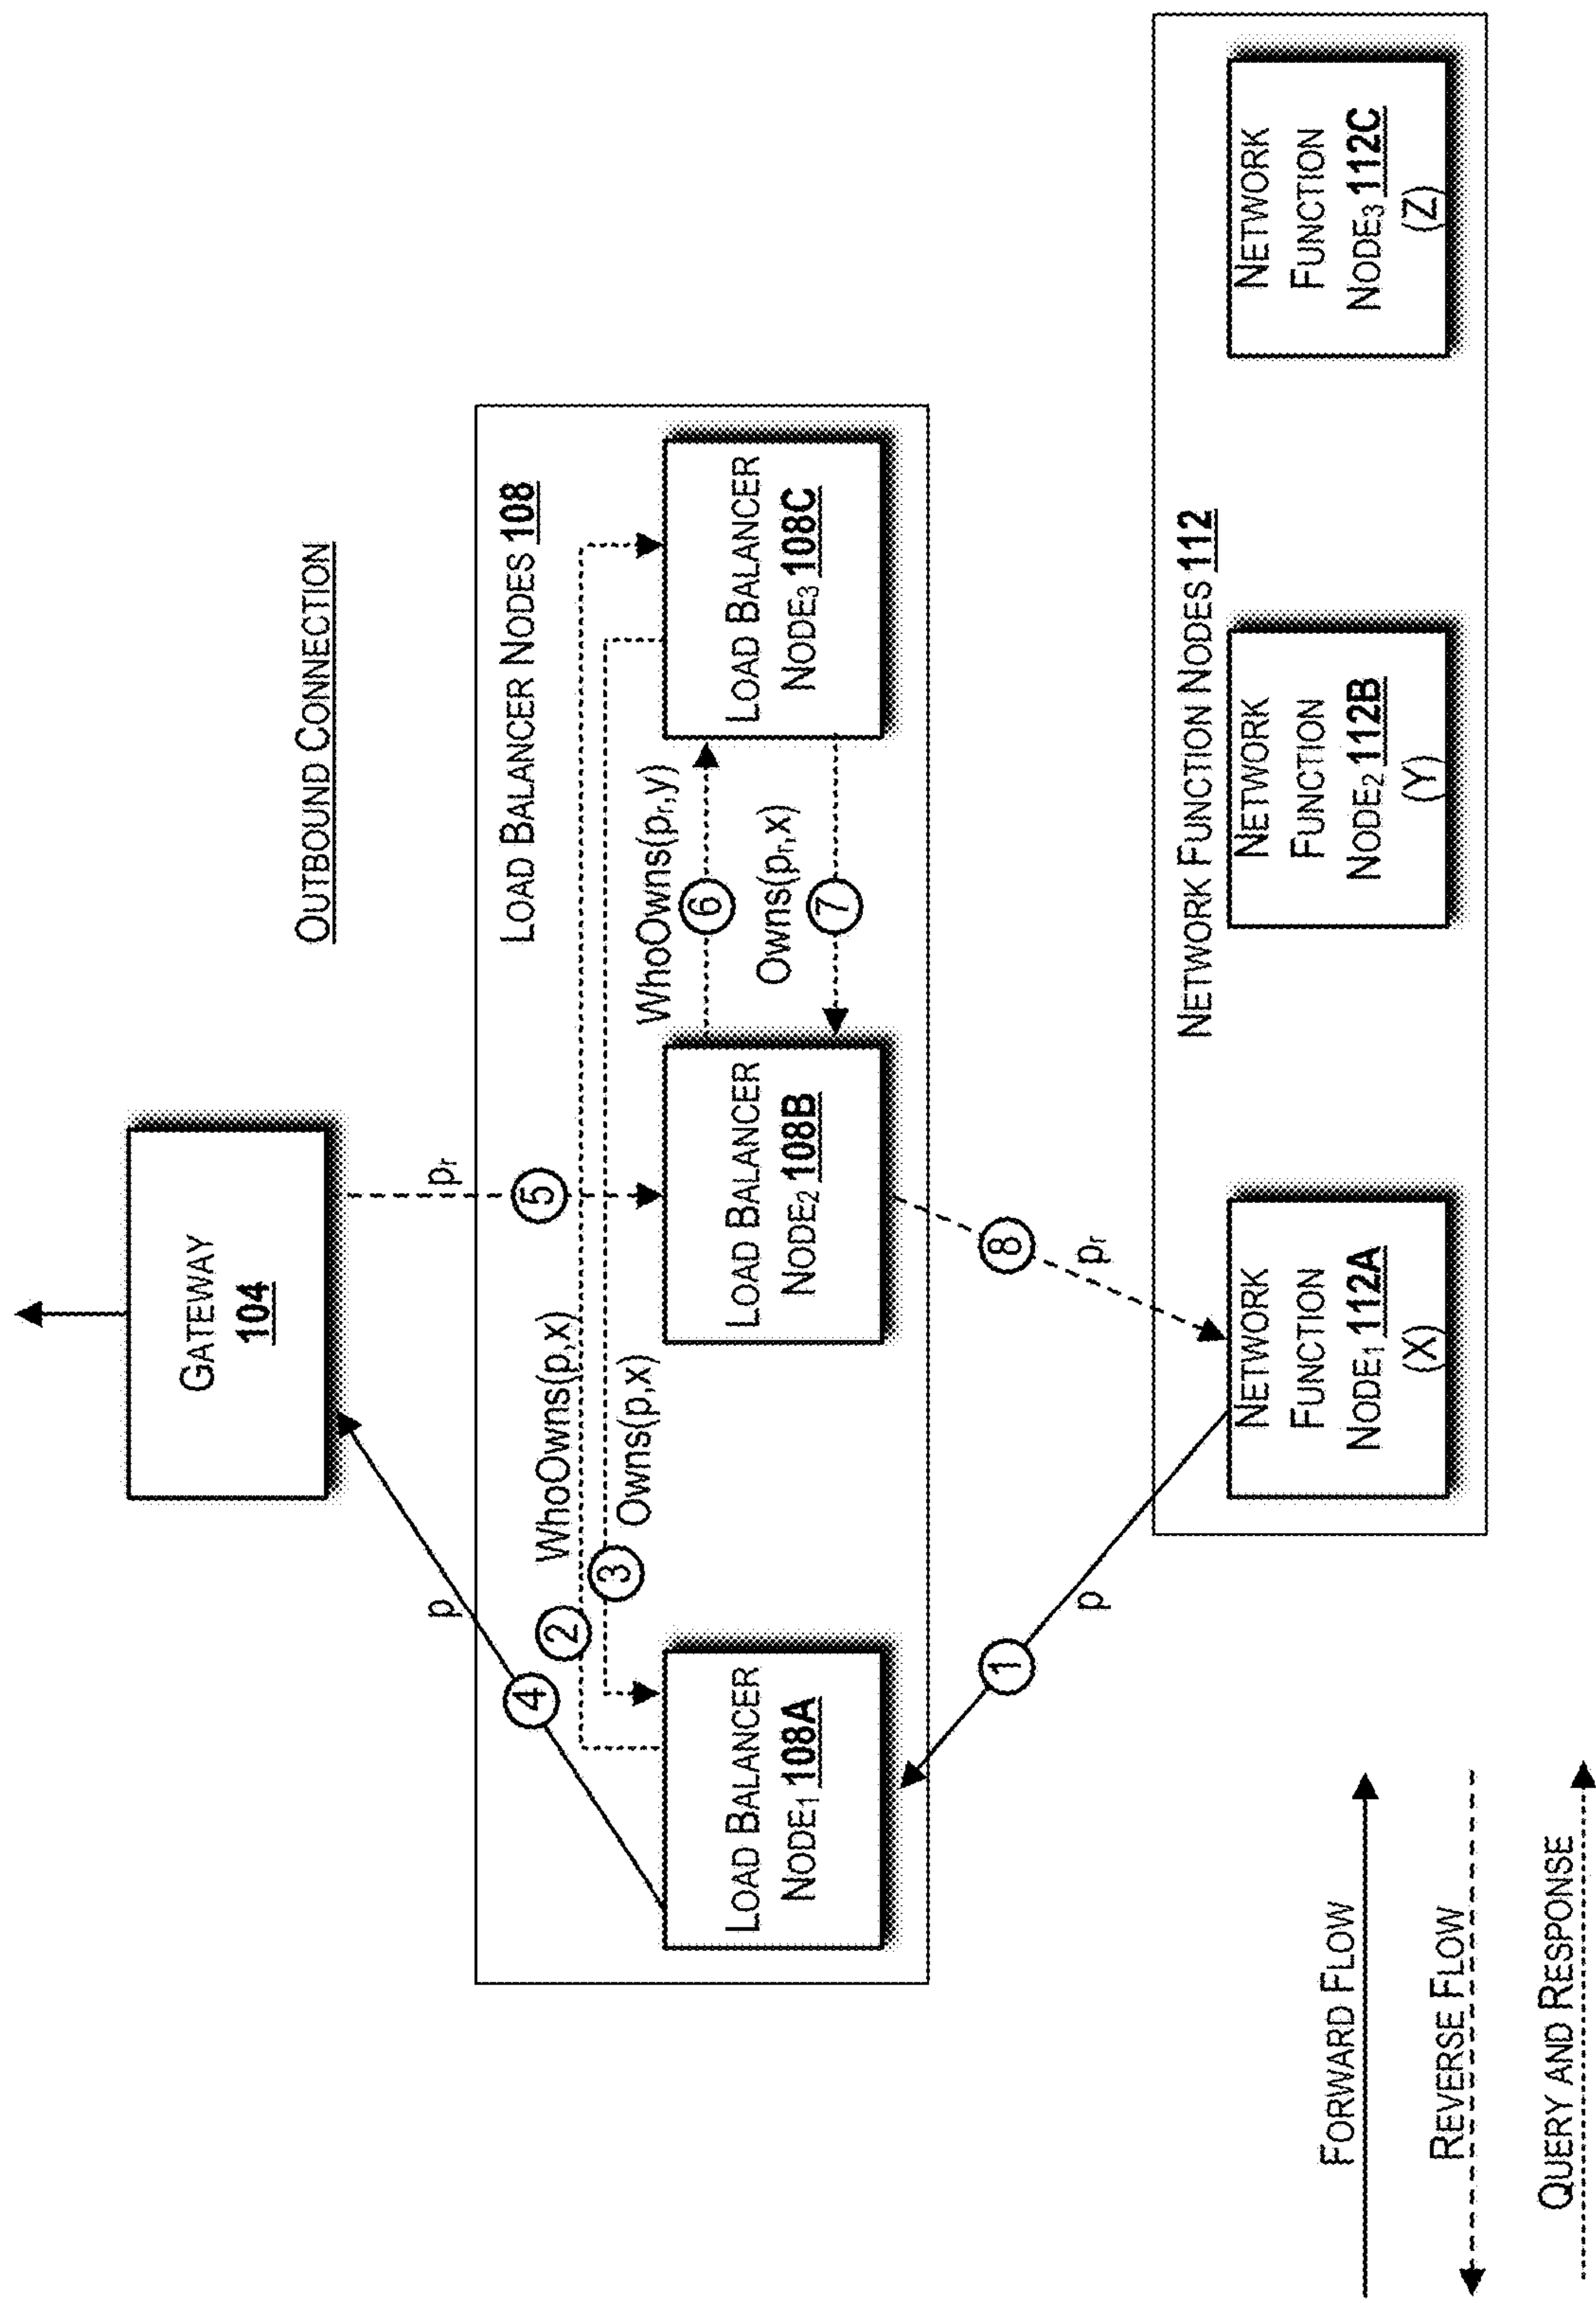 OUTBOUND CONNECTION
GATEWAY
104
p
pr
4
5
LOAD BALANCER NODES 108
2
WhoOwns(p,x)
3
Owns(p,x)
WhoOwns(pr,y)
6
Owns(pr,x)
7
LOAD BALANCER
NODE1 108A
LOAD BALANCER
NODE2 108B
LOAD BALANCER
NODE3 108C
1
p
8
pr
NETWORK FUNCTION NODES 112
NETWORK
FUNCTION
NODE1 112A
(X)
NETWORK
FUNCTION
NODE2 112B
(Y)
NETWORK
FUNCTION
NODE3 112C
(Z)
FORWARD FLOW
REVERSE FLOW
QUERY AND RESPONSE